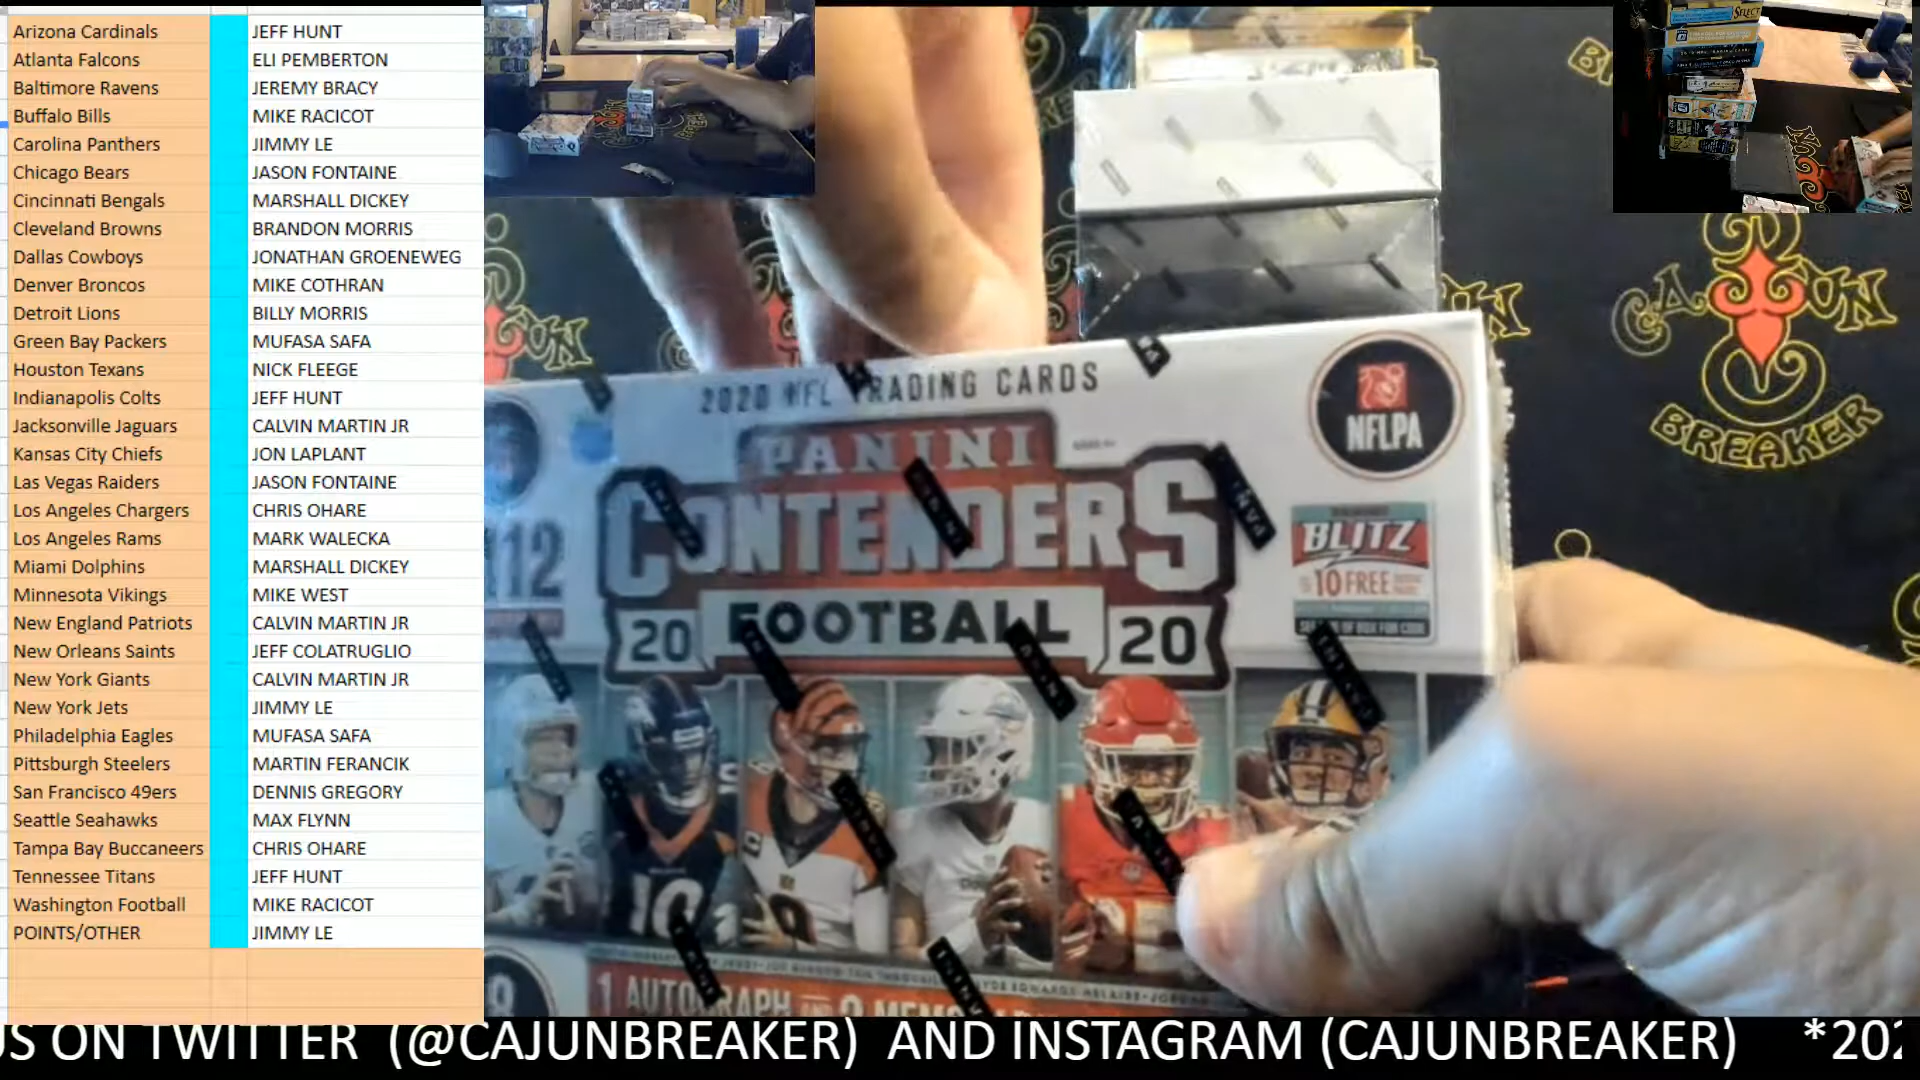 Arizona Cardinals JEFF HUNT
Atlanta Falcons ELI PEMBERTON
Baltimore Ravens JEREMY BRACY
Buffalo Bills MIKE RACICOT
Carolina Panthers JIMMY LE
Chicago Bears JASON FONTAINE
Cincinnati Bengals MARSHALL DICKEY
Cleveland Browns BRANDON MORRIS
Dallas Cowboys JONATHAN GROENEWEG
Denver Broncos MIKE COTHRAN
Detroit Lions BILLY MORRIS
Green Bay Packers MUFASA SAFA
Houston Texans NICK FLEEGE
Indianapolis Colts JEFF HUNT
Jacksonville Jaguars CALVIN MARTIN JR
Kansas City Chiefs JON LAPLANT
Las Vegas Raiders JASON FONTAINE
Los Angeles Chargers CHRIS OHARE
Los Angeles Rams MARK WALECKA
Miami Dolphins MARSHALL DICKEY
Minnesota Vikings MIKE WEST
New England Patriots CALVIN MARTIN JR
New Orleans Saints JEFF COLATRUGLIO
New York Giants CALVIN MARTIN JR
New York Jets JIMMY LE
Philadelphia Eagles MUFASA SAFA
Pittsburgh Steelers MARTIN FERANCIK
San Francisco 49ers DENNIS GREGORY
Seattle Seahawks MAX FLYNN
Tampa Bay Buccaneers CHRIS OHARE
Tennessee Titans JEFF HUNT
Washington Football MIKE RACICOT
POINTS/OTHER JIMMY LE
SELECT
2020 NFL TRADING CARDS
PANINI
CONTENDERS
FOOTBALL
20 20
NFLPA
BLITZ
10 FREE
112
1 AUTOGRAPH
CAJUN
BREAKER
US ON TWITTER (@CAJUNBREAKER) AND INSTAGRAM (CAJUNBREAKER) *202